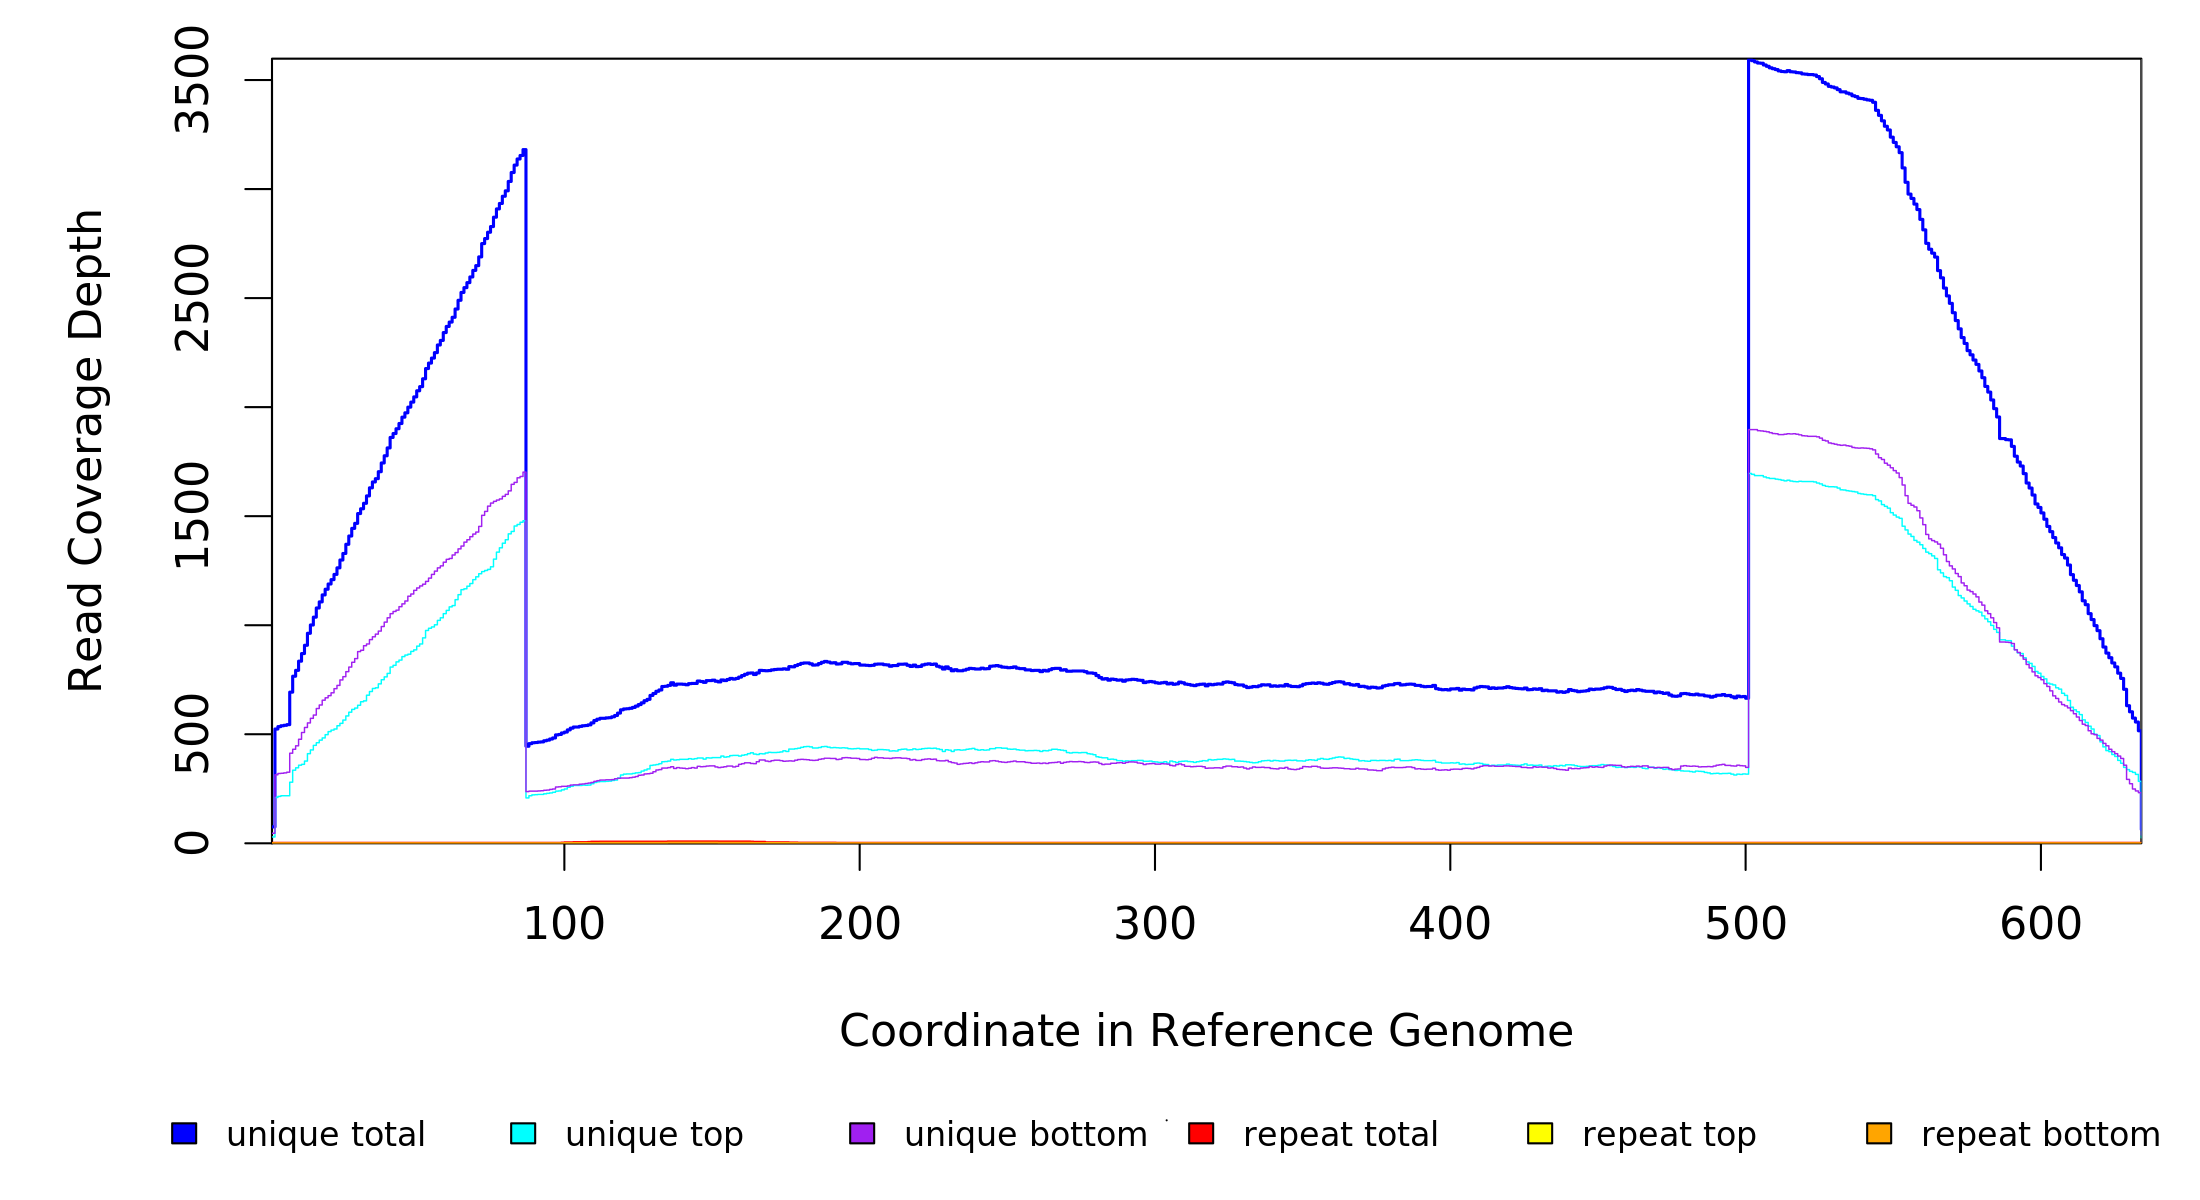 3500
2500
1500
500
0
Read Coverage Depth
100 200 300 400 500 600
Coordinate in Reference Genome
unique total unique top unique bottom repeat total repeat top repeat bottom